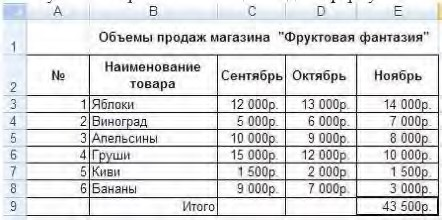 A B C D E
1 Объемы продаж магазина "Фруктовая фантазия"
2 № Наименование товара Сентябрь Октябрь Ноябрь
3 1 Яблоки 12 000р. 13 000р. 14 000р.
4 2 Виноград 5 000р. 6 000р. 7 000р.
5 3 Апельсины 10 000р. 9 000р. 8 000р.
6 4 Груши 15 000р. 12 000р. 10 000р.
7 5 Киви 1 500р. 2 000р. 1 500р.
8 6 Бананы 9 000р. 7 000р. 3 000р.
9 Итого 43 500р.